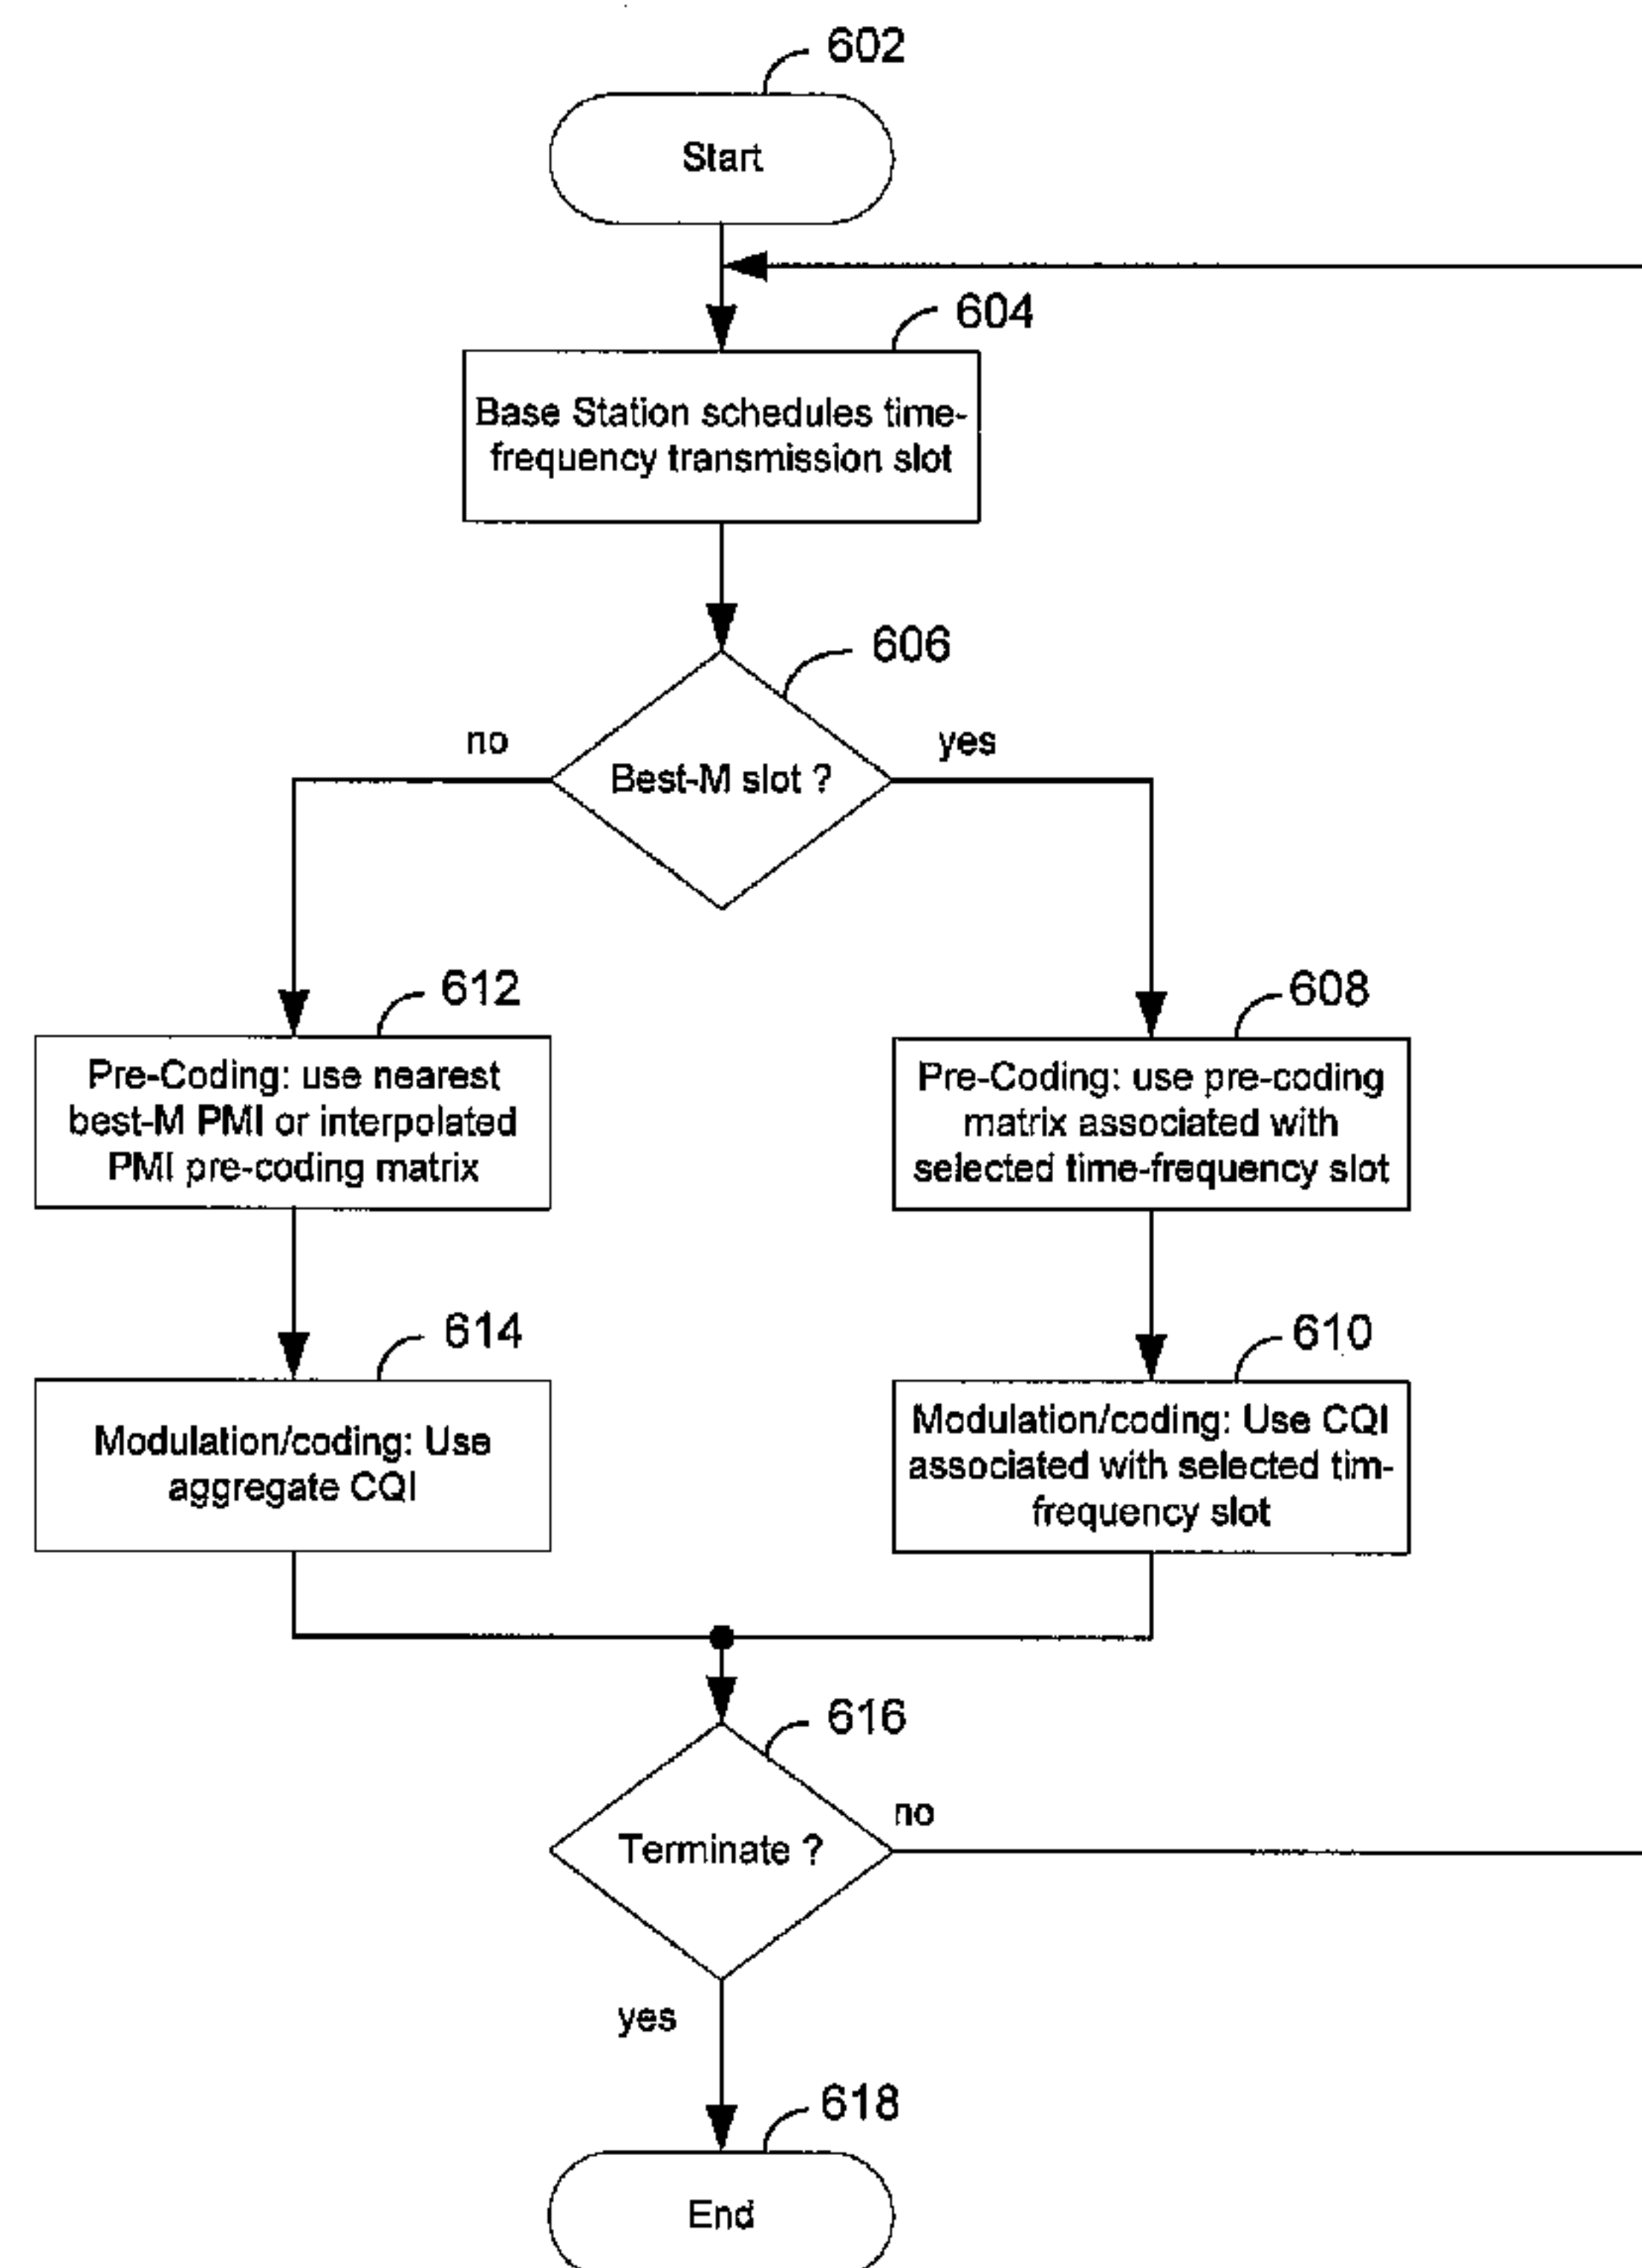 602
Start
604
Base Station schedules time-
frequency transmission slot
606
no
yes
Best-M slot ?
612
608
Pre-Coding: use nearest
best-M PMI or interpolated
PMI pre-coding matrix
Pre-Coding: use pre-coding
matrix associated with
selected time-frequency slot
614
610
Modulation/coding: Use
aggregate CQI
Modulation/coding: Use CQI
associated with selected tim-
frequency slot
616
no
Terminate ?
yes
618
End